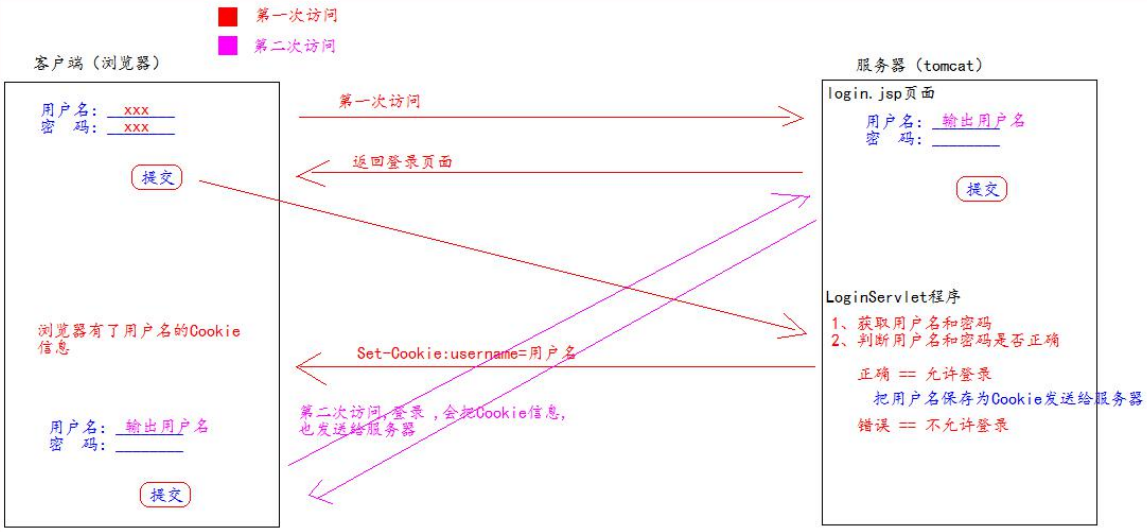 第一次访问
第二次访问
客户端（浏览器）
用户名：xxx
密 码：xxx
提交
浏览器有了用户名的Cookie
信息
用户名：输出用户名
密 码：
提交
第一次访问
返回登录页面
Set-Cookie:username=用户名
第二次访问,登录 ,会把Cookie信息,
也发送给服务器
服务器（tomcat）
login.jsp页面
用户名：输出用户名
密 码：
提交
LoginServlet程序
1、获取用户名和密码
2、判断用户名和密码是否正确
正确 == 允许登录
把用户名保存为Cookie发送给服务器
错误 == 不允许登录